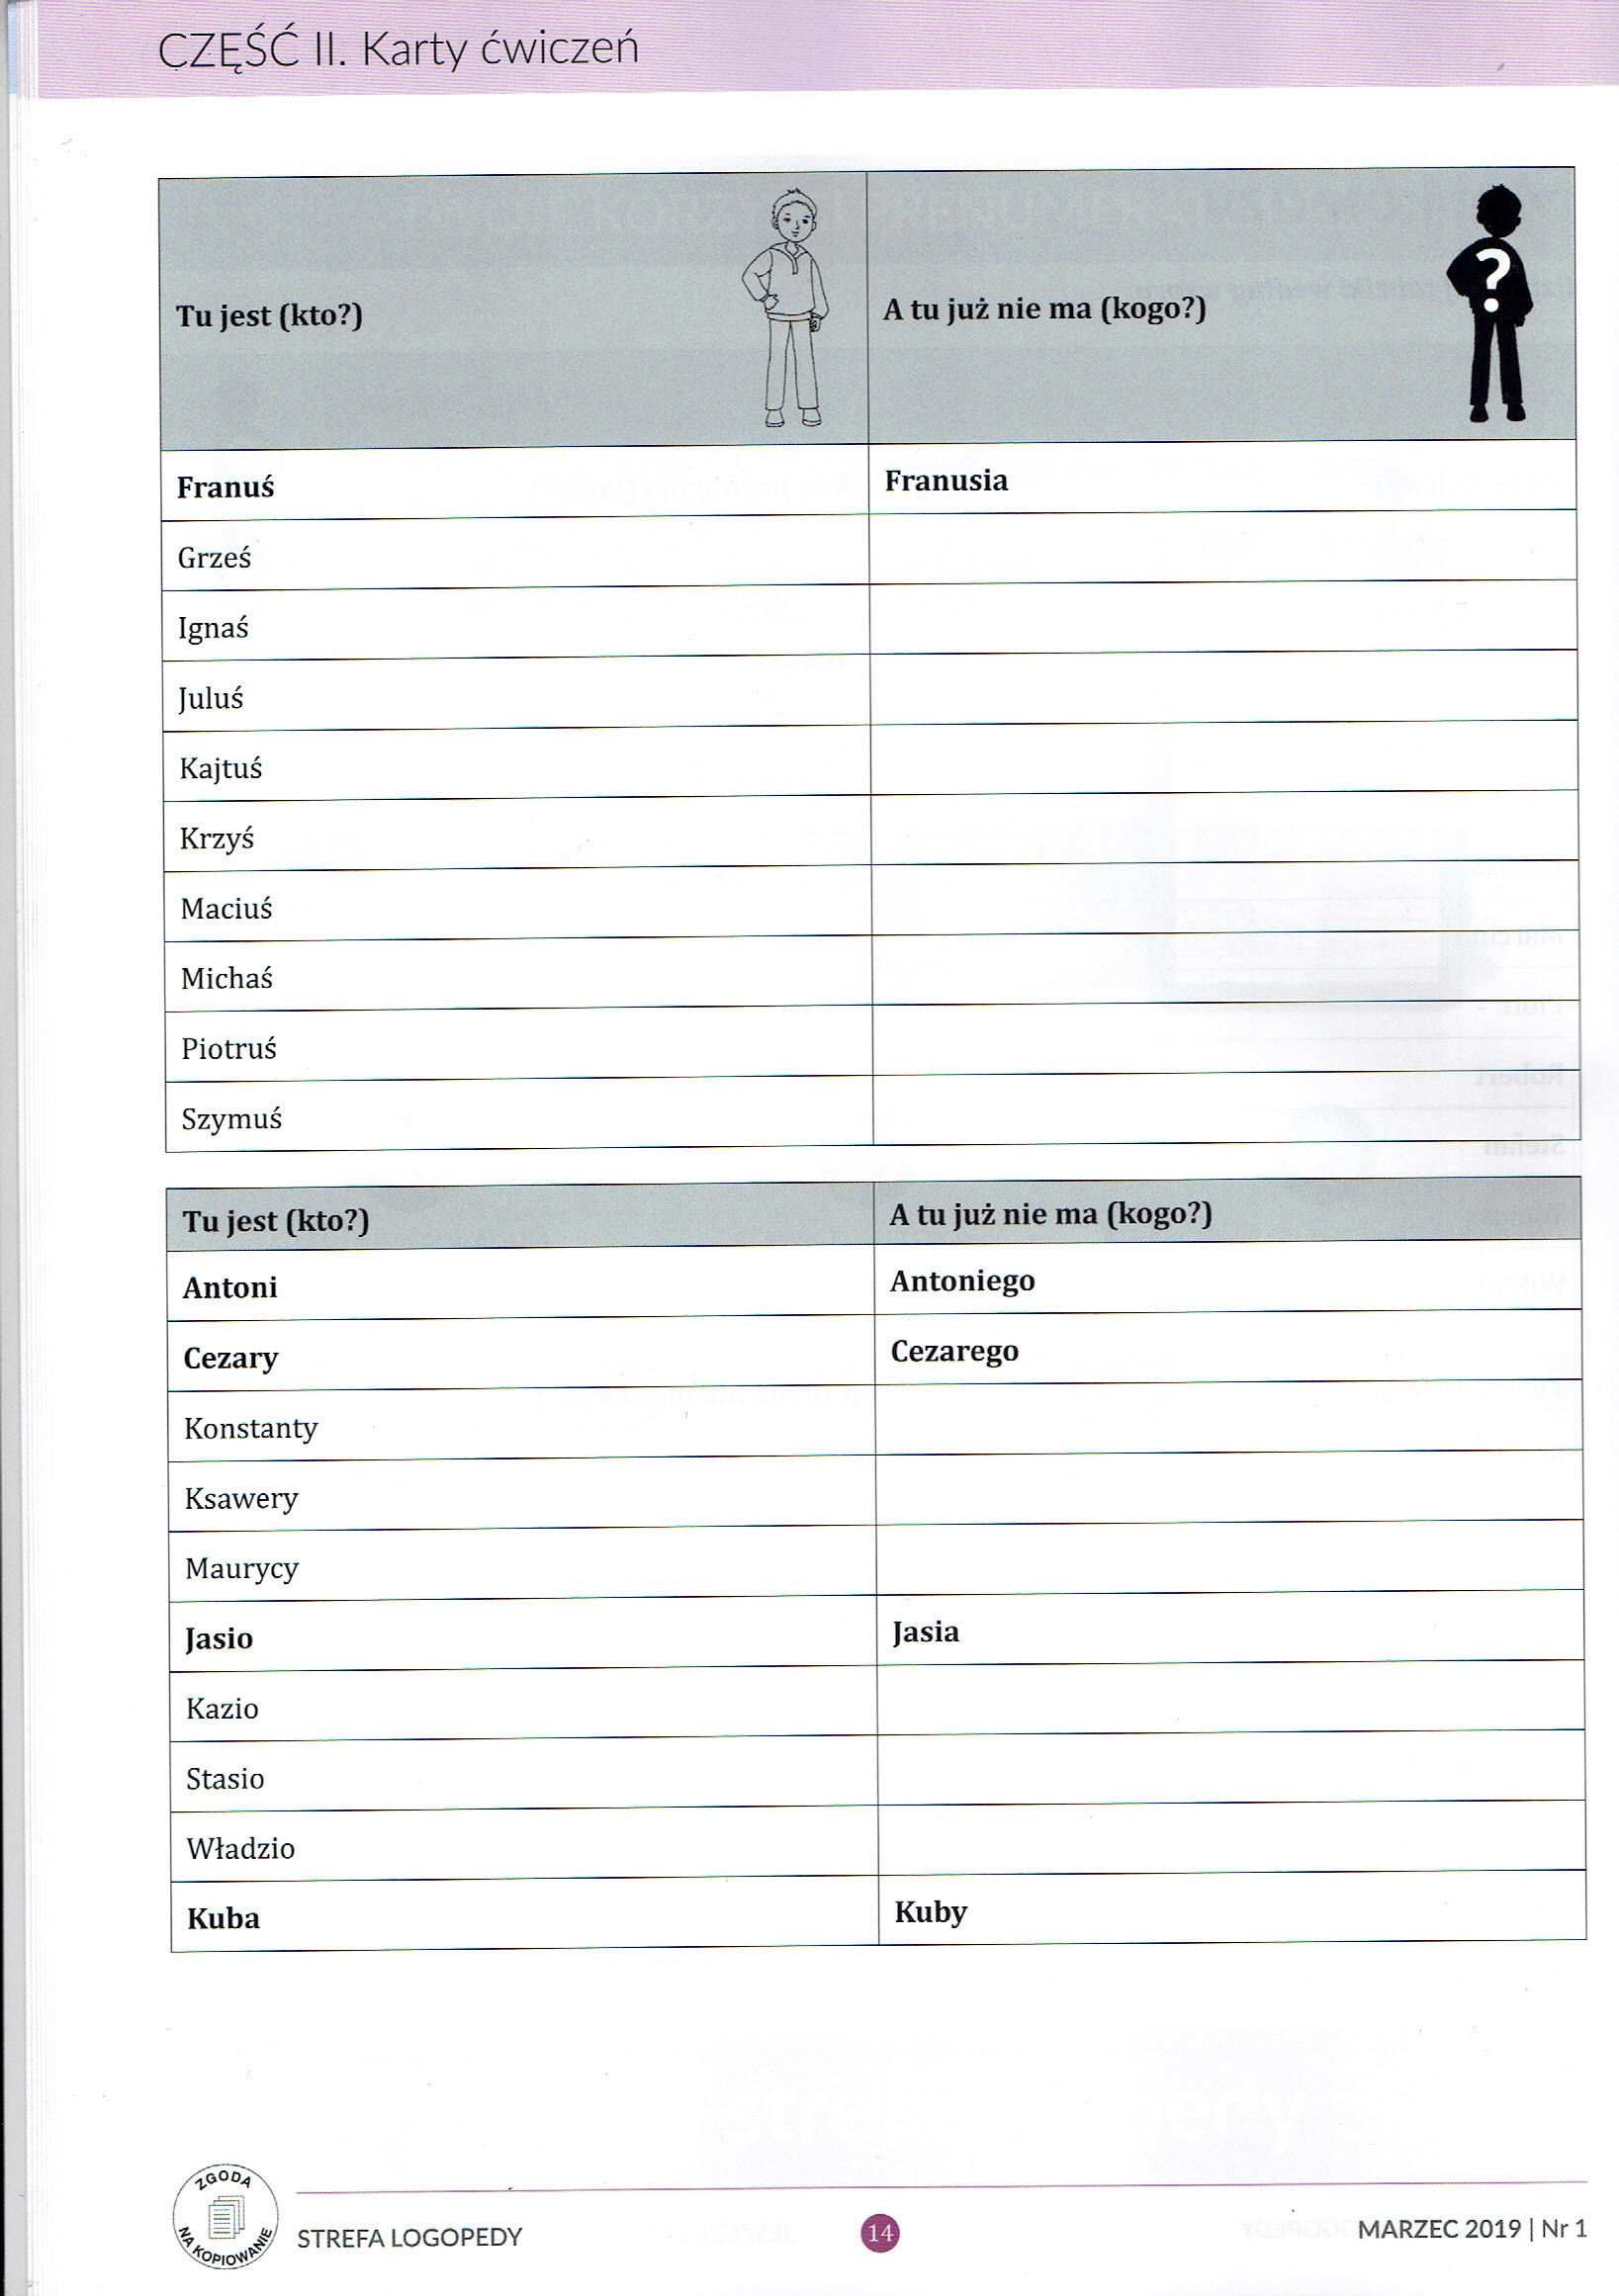 CZĘŚĆ II. Karty ćwiczeń
Tu jest (kto?) A tu już nie ma (kogo?)
?
Franuś Franusia
Grześ
Ignaś
Juluś
Kajtuś
Krzyś
Maciuś
Michaś
Piotruś
Szymuś
Tu jest (kto?) A tu już nie ma (kogo?)
Antoni Antoniego
Cezary Cezarego
Konstanty
Ksawery
Maurycy
Jasio Jasia
Kazio
Stasio
Władzio
Kuba Kuby
ZGODA
NA KOPIOWANIE
STREFA LOGOPEDY 14 MARZEC 2019 | Nr 1